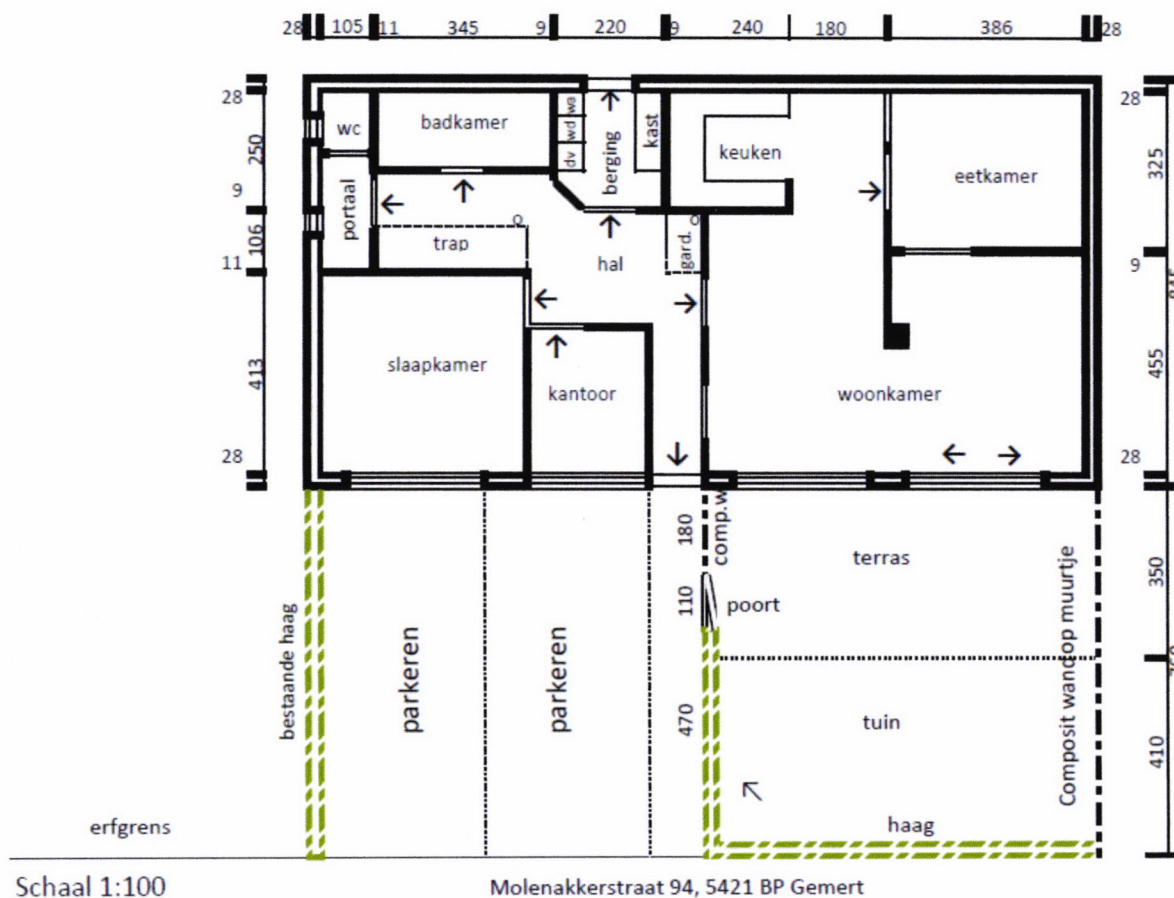 28 105 11 345 9 220 9 240 180 386 28
28
250
9
106
11
413
28
wc
badkamer
wa
wd
dv
berging
kast
keuken
eetkamer
portaal
trap
o
hal
gard.
o
slaapkamer
kantoor
woonkamer
28
325
9
455
28
845
bestaande haag
parkeren
parkeren
180
110
470
comp.w
poort
terras
tuin
haag
Composit wand op muurtje
350
410
erfgrens
Schaal 1:100
Molenakkerstraat 94, 5421 BP Gemert